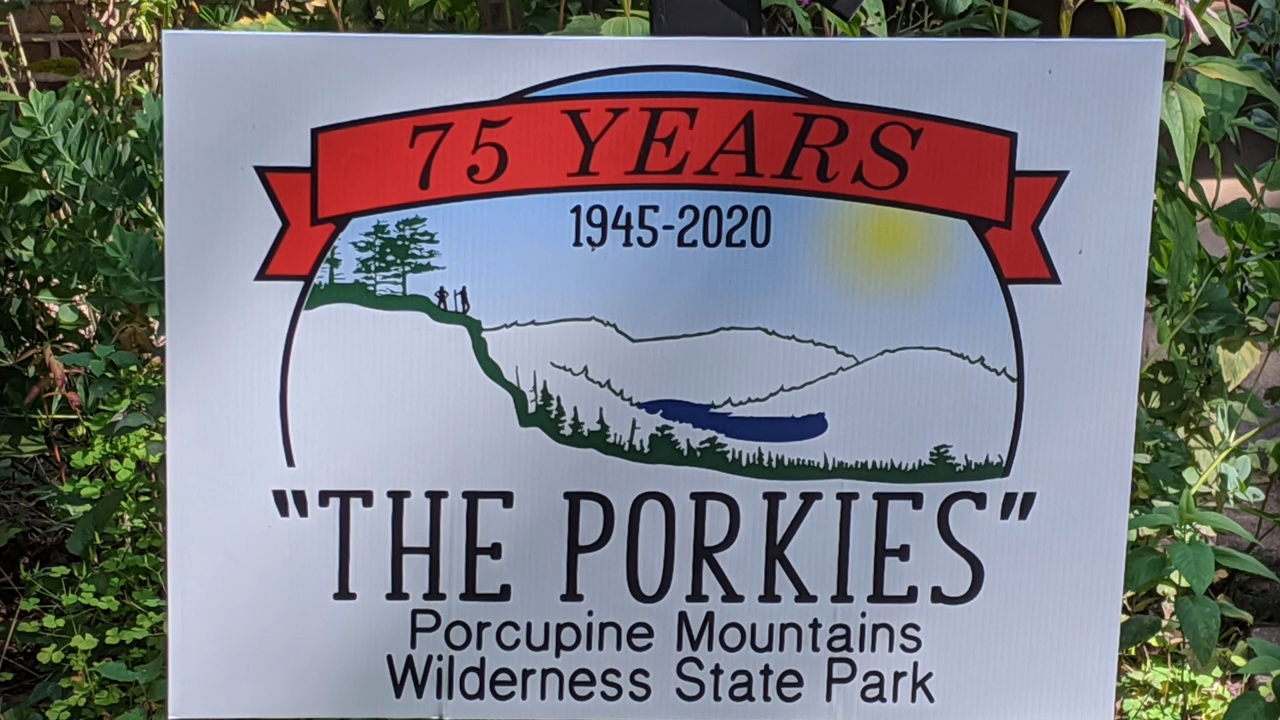 75 YEARS
1945-2020
"THE PORKIES"
Porcupine Mountains
Wilderness State Park